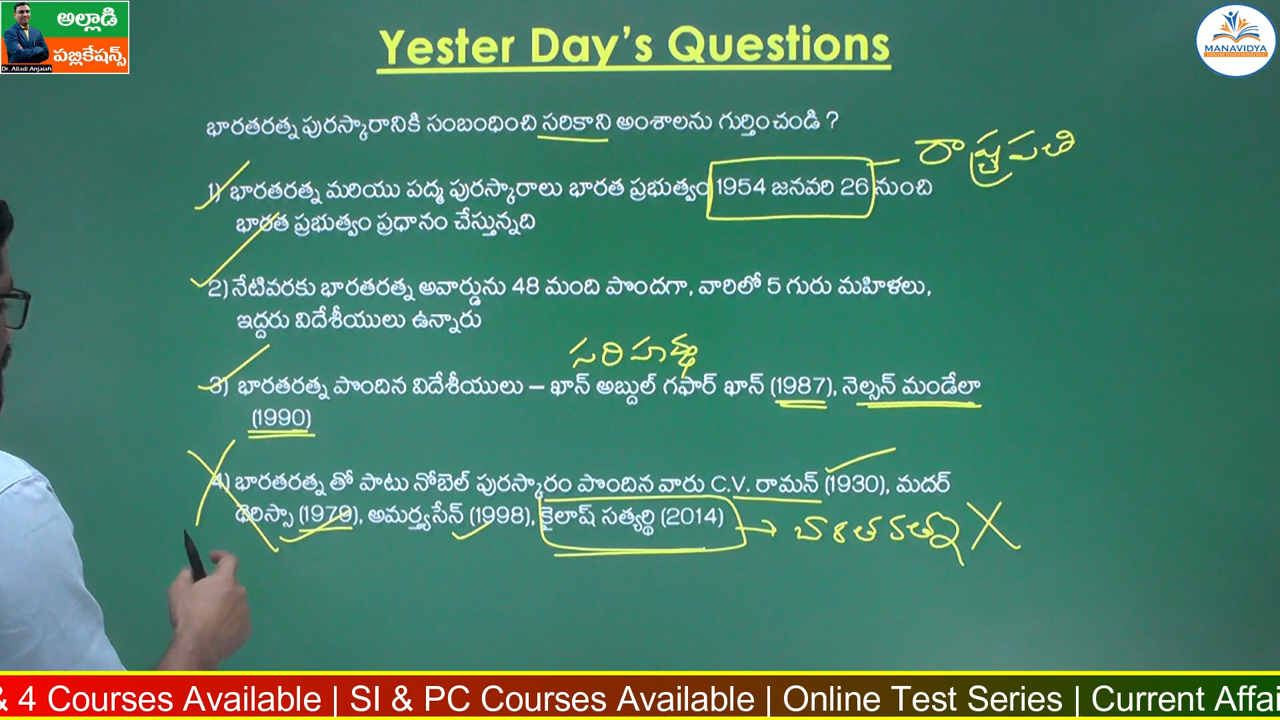 అల్లాడి
పబ్లికేషన్స్
Dr. Alladi Anjaiah
MANAVIDYA
Yester Day's Questions
భారతరత్న పురస్కారానికి సంబంధించి సరికాని అంశాలను గుర్తించండి ?
రాష్ట్రపతి
1) భారతరత్న మరియు పద్మ పురస్కారాలు భారత ప్రభుత్వం 1954 జనవరి 26 నుంచి
భారత ప్రభుత్వం ప్రధానం చేస్తున్నది
2) నేటివరకు భారతరత్న అవార్డును 48 మంది పొందగా, వారిలో 5 గురు మహిళలు,
ఇద్దరు విదేశీయులు ఉన్నారు
సరిహద్దు
3) భారతరత్న పొందిన విదేశీయులు – ఖాన్ అబ్దుల్ గఫార్ ఖాన్ (1987), నెల్సన్ మండేలా
(1990)
4) భారతరత్న తో పాటు నోబెల్ పురస్కారం పొందిన వారు C.V. రామన్ (1930), మదర్
థెరిస్సా (1979), అమర్త్యసేన్ (1998), కైలాష్ సత్యర్థి (2014) → భారతరత్న X
& 4 Courses Available | SI & PC Courses Available | Online Test Series | Current Affai